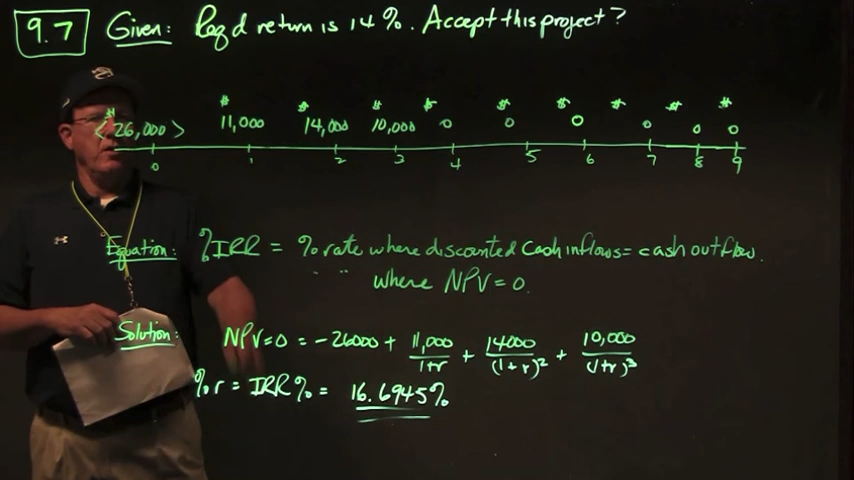 9.7 Given: Reqd return is 14%. Accept this project?
$ $ $ $ $ $ $ $ $ $
<26,000> 11,000 14,000 10,000 0 0 0 0 0 0
0 1 2 3 4 5 6 7 8 9
Equation: % IRR = % rate where discounted cash inflows = cash outflow.
where NPV = 0.
Solution: NPV=0 = -26000 + 11,000/1+r + 14000/(1+r)^2 + 10,000/(1+r)^3
% r = IRR % = 16.6945%